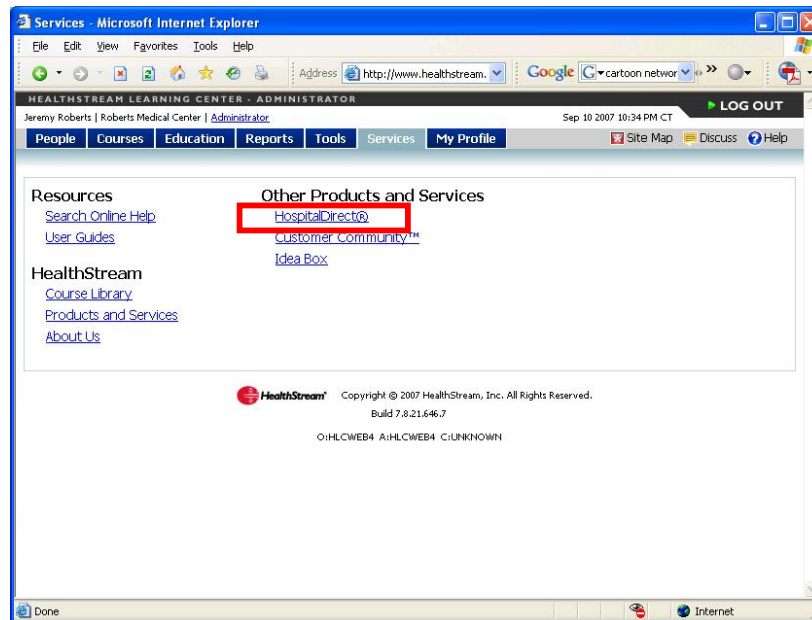 Services - Microsoft Internet Explorer
File Edit View Favorites Tools Help
Address http://www.healthstream. Google G cartoon networ »
HEALTHSTREAM LEARNING CENTER - ADMINISTRATOR
LOG OUT
Jeremy Roberts | Roberts Medical Center | Administrator Sep 10 2007 10:34 PM CT
People Courses Education Reports Tools Services My Profile Site Map Discuss Help
Resources
Search Online Help
User Guides
HealthStream
Course Library
Products and Services
About Us
Other Products and Services
HospitalDirect®
Customer Community™
Idea Box
HealthStream Copyright © 2007 HealthStream, Inc. All Rights Reserved.
Build 7.8.21.646.7
O:HLCWEB4 A:HLCWEB4 C:UNKNOWN
Done Internet